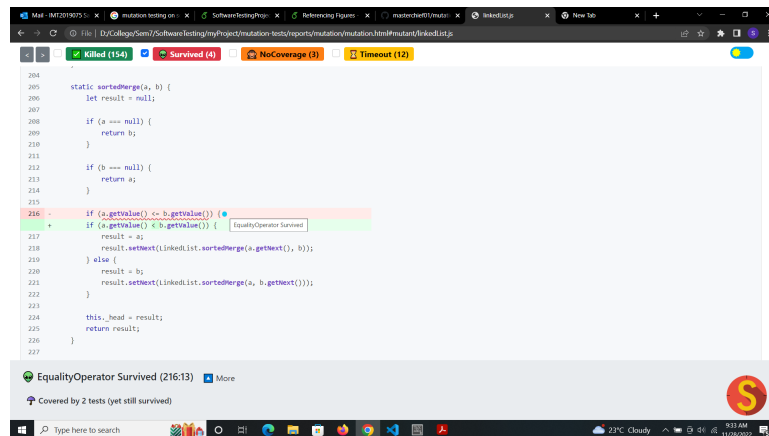 Mail - IMT2019075 S
mutation testing on
SoftwareTestingProje
Referencing Figures -
masterchief01/mutat
linkedList.js
New Tab
File | D:/College/Sem7/SoftwareTesting/myProject/mutation-tests/reports/mutation/mutation.html#mutant/linkedList.js
S
< > Killed (154) Survived (4) NoCoverage (3) Timeout (12)
204 }
205 static sortedMerge(a, b) {
206 let result = null;
207
208 if (a === null) {
209 return b;
210 }
211
212 if (b === null) {
213 return a;
214 }
215
216 - if (a.getValue() <= b.getValue()) {
+ if (a.getValue() < b.getValue()) {
EqualityOperator Survived
217 result = a;
218 result.setNext(LinkedList.sortedMerge(a.getNext(), b));
219 } else {
220 result = b;
221 result.setNext(LinkedList.sortedMerge(a, b.getNext()));
222 }
223
224 this._head = result;
225 return result;
226 }
227
EqualityOperator Survived (216:13) More
Covered by 2 tests (yet still survived)
S
Type here to search
23°C Cloudy
9:33 AM
11/28/2022